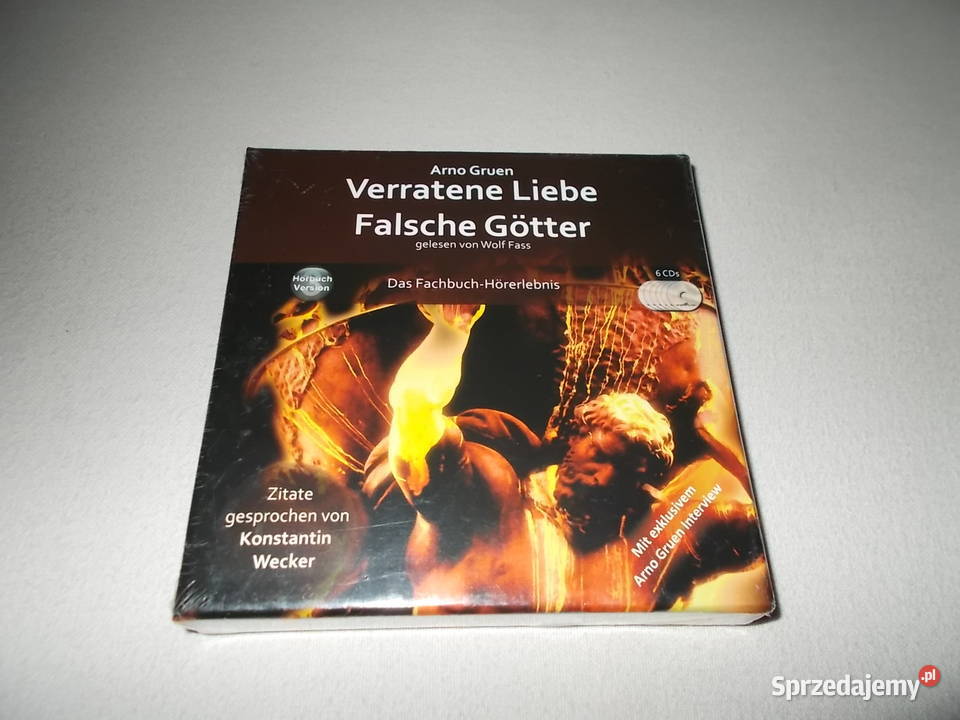 Arno Gruen
Verratene Liebe
Falsche Götter
gelesen von Wolf Fass
Hörbuch
Version
Das Fachbuch-Hörerlebnis
6 CDs
Zitate
gesprochen von
Konstantin
Wecker
Mit exklusivem
Arno Gruen Interview
Sprzedajemy.pl